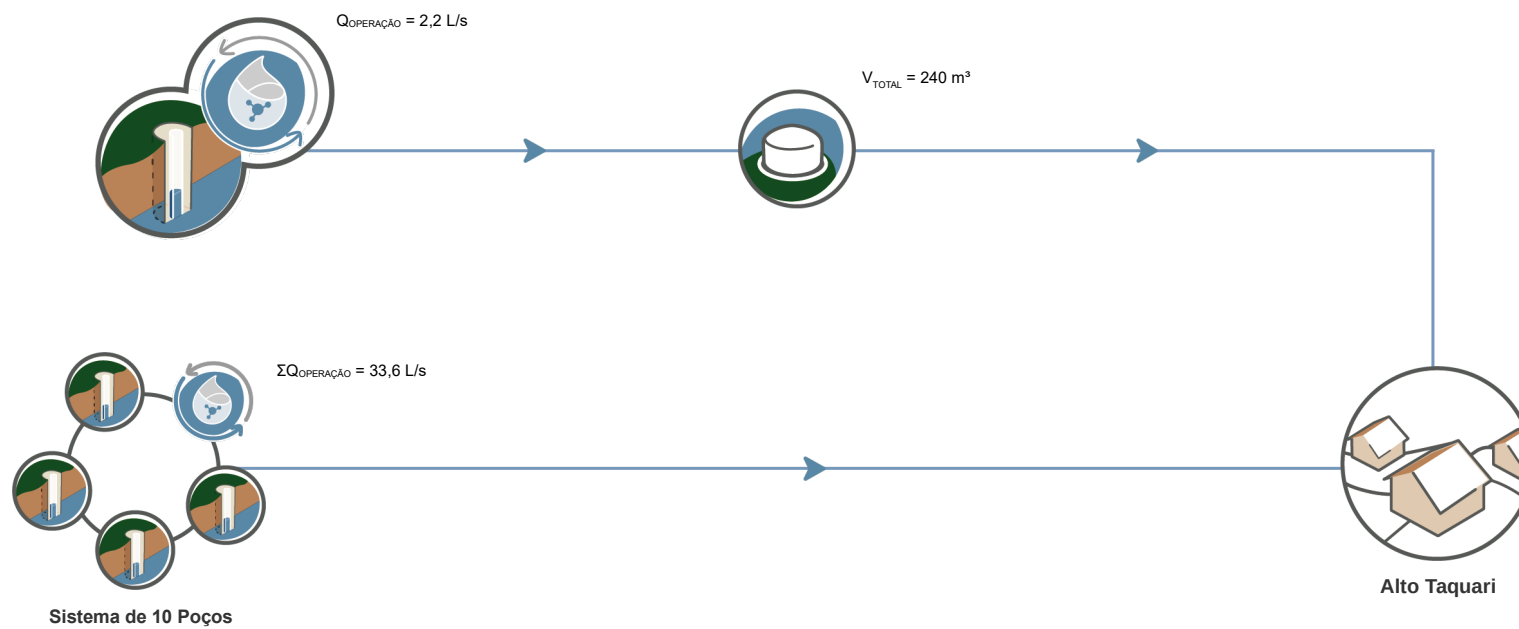 QOPERAÇÃO = 2,2 L/s
VTOTAL = 240 m³
ΣQOPERAÇÃO = 33,6 L/s
Alto Taquari
Sistema de 10 Poços